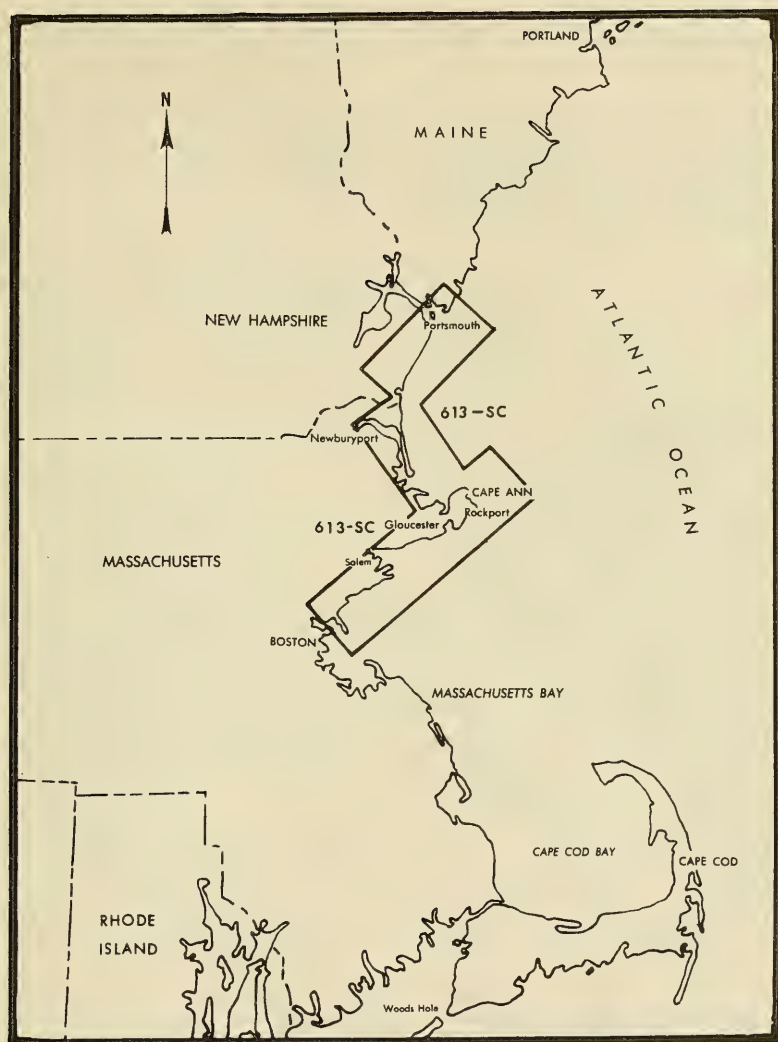 PORTLAND
N
MAINE
NEW HAMPSHIRE
Portsmouth
ATLANTIC OCEAN
613-SC
Newburyport
CAPE ANN
Rockport
613-SC
Gloucester
MASSACHUSETTS
Salem
BOSTON
MASSACHUSETTS BAY
CAPE COD BAY
CAPE COD
RHODE
ISLAND
Woods Hole